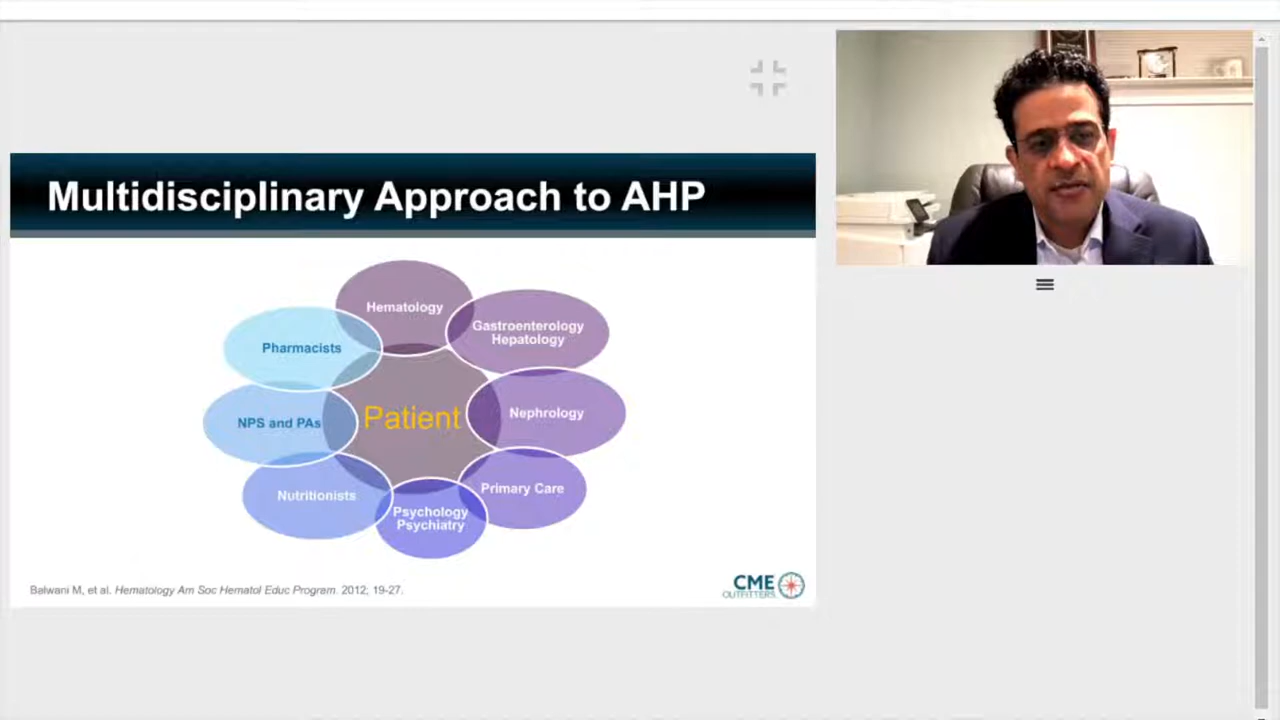 Multidisciplinary Approach to AHP
Hematology
Gastroenterology
Hepatology
Pharmacists
Nephrology
Patient
NPS and PAs
Primary Care
Nutritionists
Psychology
Psychiatry
Balwani M, et al. Hematology Am Soc Hematol Educ Program. 2012; 19-27.
CME
OUTFITTERS